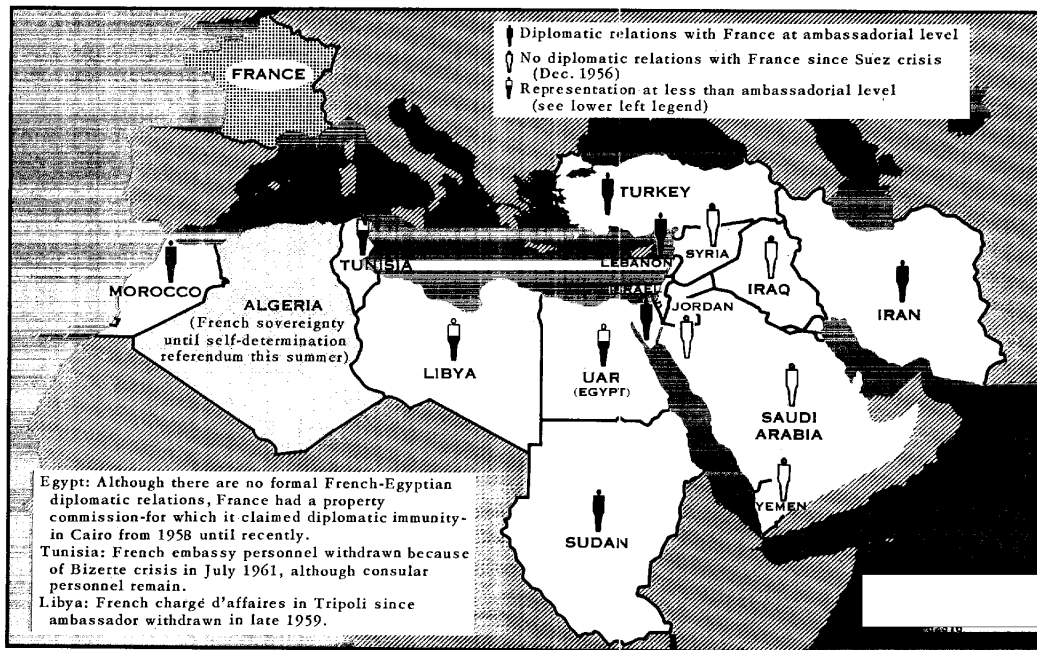 Diplomatic relations with France at ambassadorial level
No diplomatic relations with France since Suez crisis
(Dec. 1956)
Representation at less than ambassadorial level
(see lower left legend)
FRANCE
TURKEY
SYRIA
LEBANON
TUNISIA
MOROCCO
ISRAEL
IRAQ
JORDAN
IRAN
ALGERIA
(French sovereignty
until self-determination
referendum this summer)
LIBYA
UAR
(EGYPT)
SAUDI
ARABIA
YEMEN
SUDAN
Egypt: Although there are no formal French-Egyptian
diplomatic relations, France had a property
commission-for which it claimed diplomatic immunity-
in Cairo from 1958 until recently.
Tunisia: French embassy personnel withdrawn because
of Bizerte crisis in July 1961, although consular
personnel remain.
Libya: French chargé d'affaires in Tripoli since
ambassador withdrawn in late 1959.